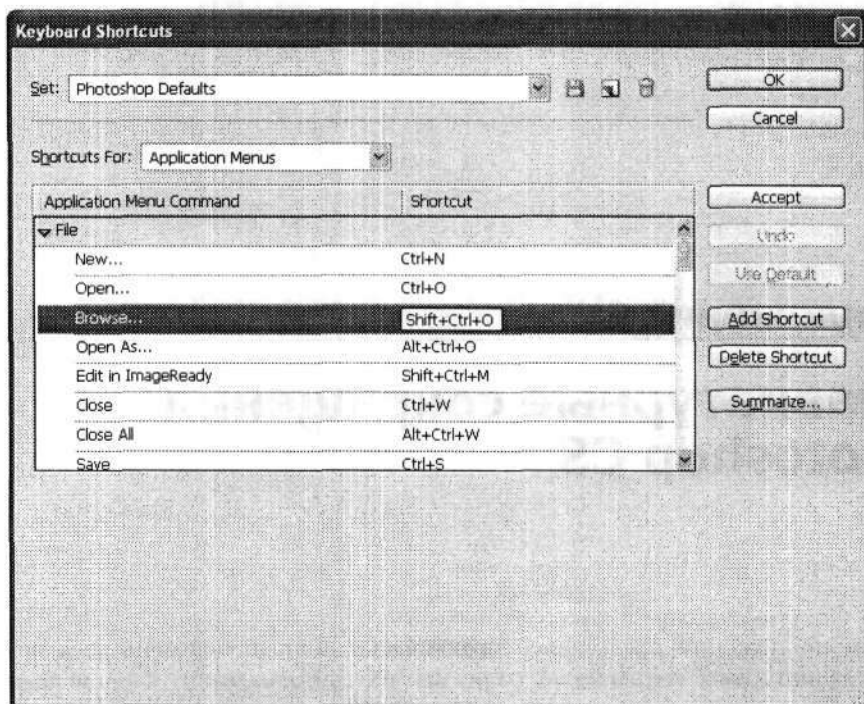 Keyboard Shortcuts
Set: Photoshop Defaults
OK
Cancel
Shortcuts For: Application Menus
Application Menu Command Shortcut
Accept
File
Undo
New... Ctrl+N
Open... Ctrl+O
Use Default
Browse... Shift+Ctrl+O
Add Shortcut
Open As... Alt+Ctrl+O
Edit in ImageReady Shift+Ctrl+M
Delete Shortcut
Close Ctrl+W
Summarize...
Close All Alt+Ctrl+W
Save Ctrl+S